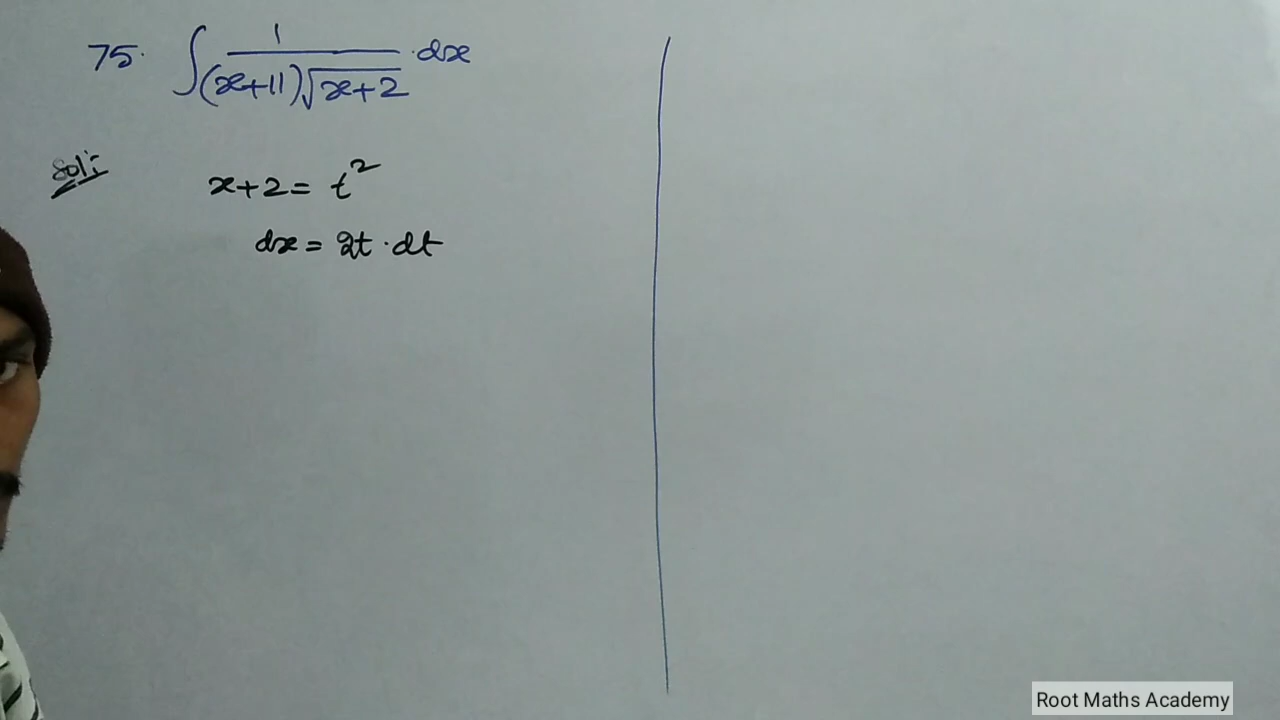 75. ∫ 1/((x+11)√(x+2)) · dx
Sol:
x+2 = t²
dx = 2t · dt
Root Maths Academy